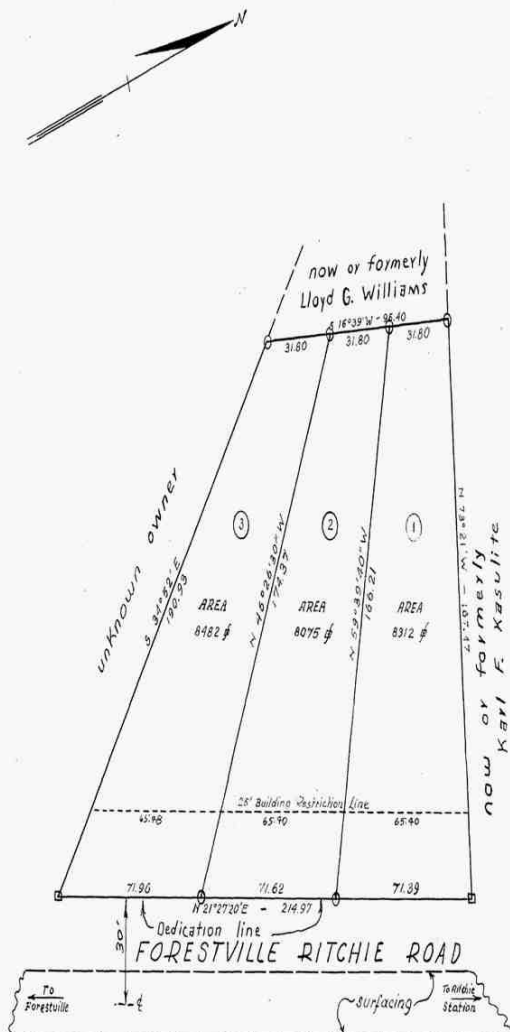 N
now or formerly
Lloyd G. Williams
S 16°39'W - 95.40
31.80
31.80
31.80
unknown owner
S 34°52'E
190.93
3
AREA
8482 ⏍
N 46°26'30"W
174.37
2
AREA
8075 ⏍
N 59°39'40"W
166.21
1
AREA
8312 ⏍
N 73°21'W - 167.47
now or formerly
Karl F. Kasulite
25' Building Restriction Line
65.40
65.40
71.96
71.62
71.39
N 21°27'20"E - 214.97
Dedication line
30'
FORESTVILLE RITCHIE ROAD
To
Forestville
℄
surfacing
To Ritchie
Station